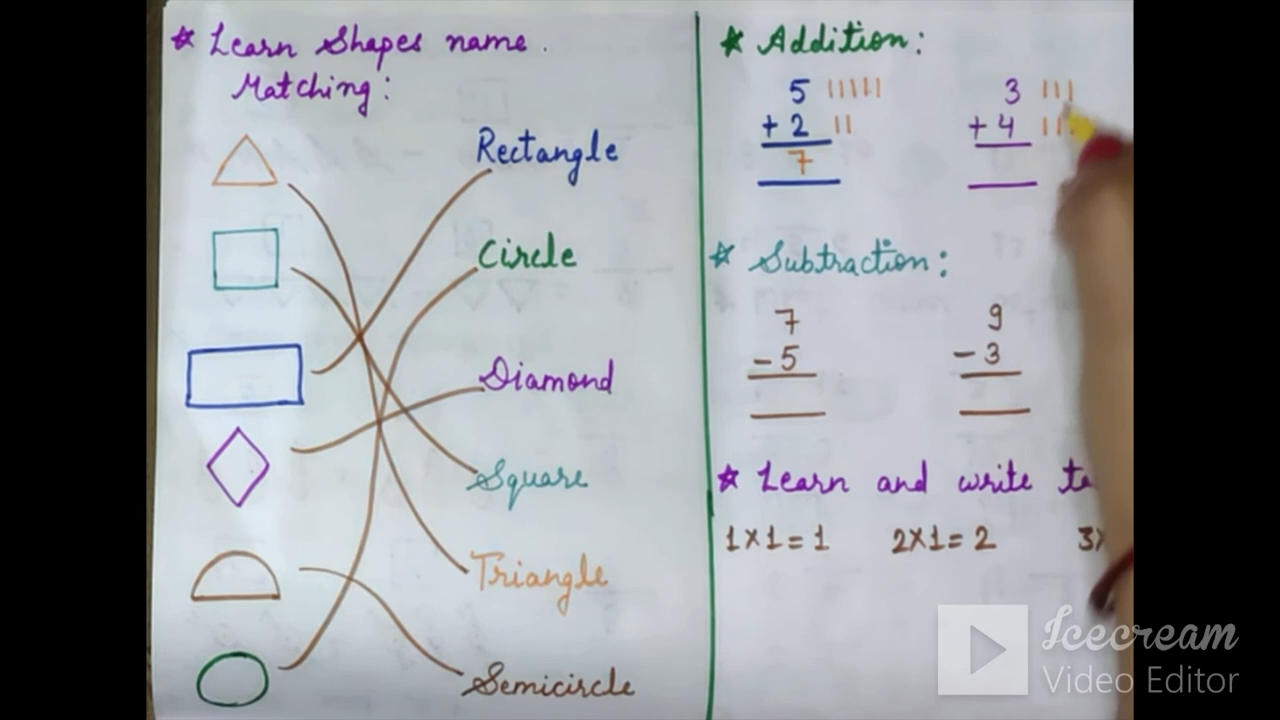 * Learn Shapes name.
Matching:
Rectangle
Circle
Diamond
Square
Triangle
Semicircle
* Addition:
5
+ 2
7
3
+ 4
* Subtraction:
7
- 5
9
- 3
* Learn and write
1×1=1 2×1=2 3×
Icecream
Video Editor